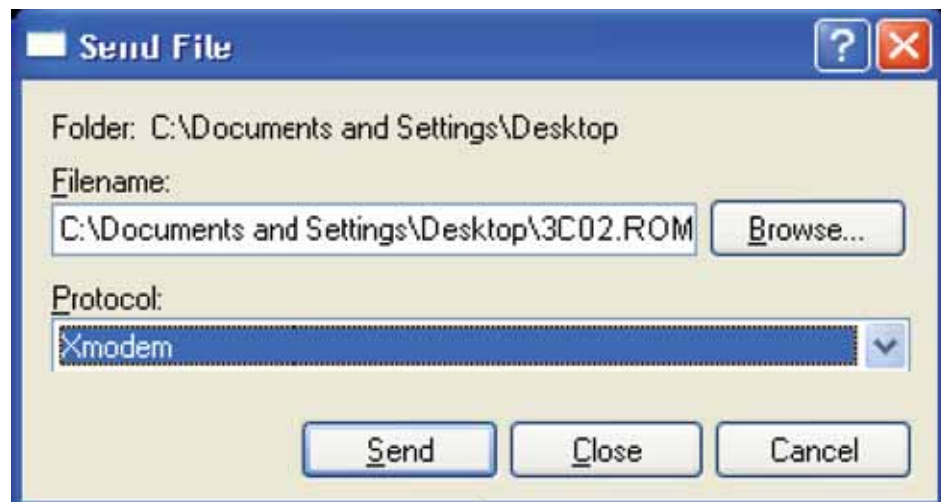 Send File
Folder: C:\Documents and Settings\Desktop
Filename:
C:\Documents and Settings\Desktop\3C02.ROM Browse...
Protocol:
Xmodem
Send Close Cancel